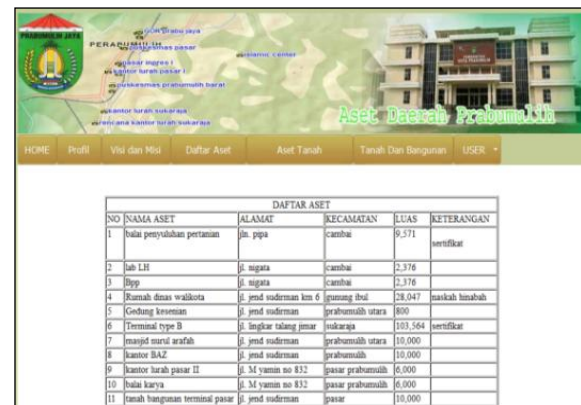 PRABUMULIH JAYA
GOR prabu jaya
PERABUMULIH
puskesmas pasar
islamic center
pasar inpres I
kantor lurah pasar I
puskesmas prabumulih barat
kantor lurah sukaraja
rencana kantor lurah sukaraja
Aset Daerah Prabumulih
HOME Profil Visi dan Misi Daftar Aset Aset Tanah Tanah Dan Bangunan USER
DAFTAR ASET
NO NAMA ASET ALAMAT KECAMATAN LUAS KETERANGAN
1 balai penyuluhan pertanian jln. pipa cambai 9,571 sertifikat
2 lab LH jl. nigata cambai 2,376
3 Bpp jl. nigata cambai 2,376
4 Rumah dinas walikota jl. jend sudirman km 6 gunung ibul 28,047 naskah hinabah
5 Gedung kesenian jl. jend sudirman prabumulih utara 800
6 Terminal type B jl. lingkar talang jimar sukaraja 103,564 sertifikat
7 masjid nurul arafah jl. jend sudirman prabumulih utara 10,000
8 kantor BAZ jl. jend sudirman prabumulih 10,000
9 kantor lurah pasar II jl. M yamin no 832 pasar prabumulih 6,000
10 balai karya jl. M yamin no 832 pasar prabumulih 6,000
11 tanah bangunan terminal pasar jl. jend sudirman pasar 10,000